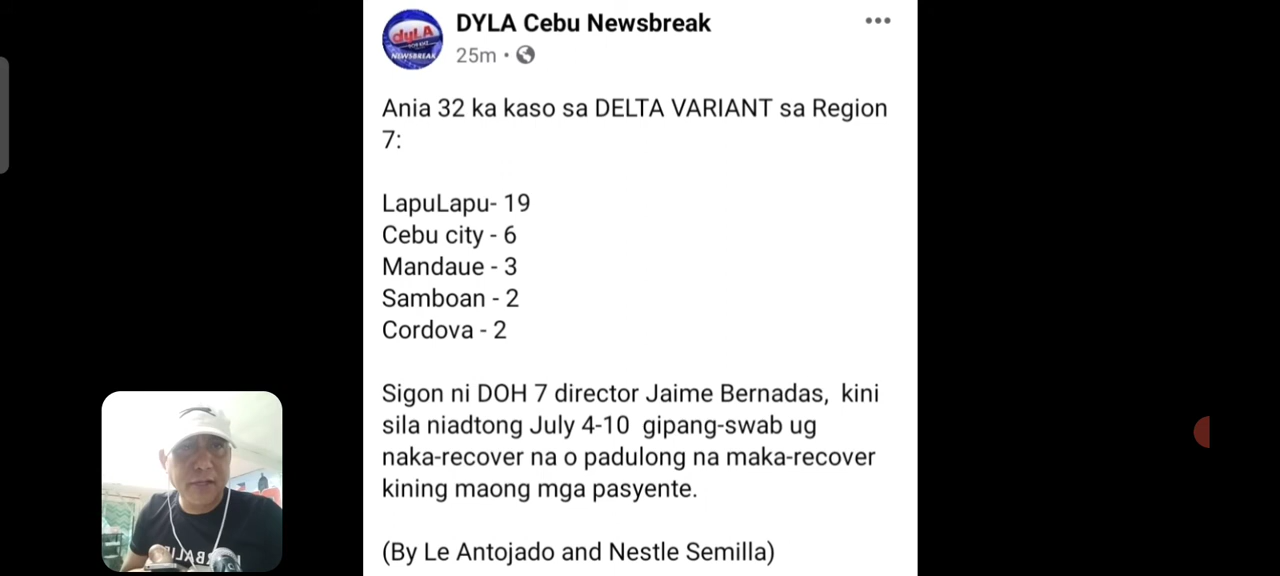 DYLA Cebu Newsbreak
25m
Ania 32 ka kaso sa DELTA VARIANT sa Region
7:
LapuLapu- 19
Cebu city - 6
Mandaue - 3
Samboan - 2
Cordova - 2
Sigon ni DOH 7 director Jaime Bernadas, kini
sila niadtong July 4-10 gipang-swab ug
naka-recover na o padulong na maka-recover
kining maong mga pasyente.
(By Le Antojado and Nestle Semilla)
dyLA
NEWSBREAK